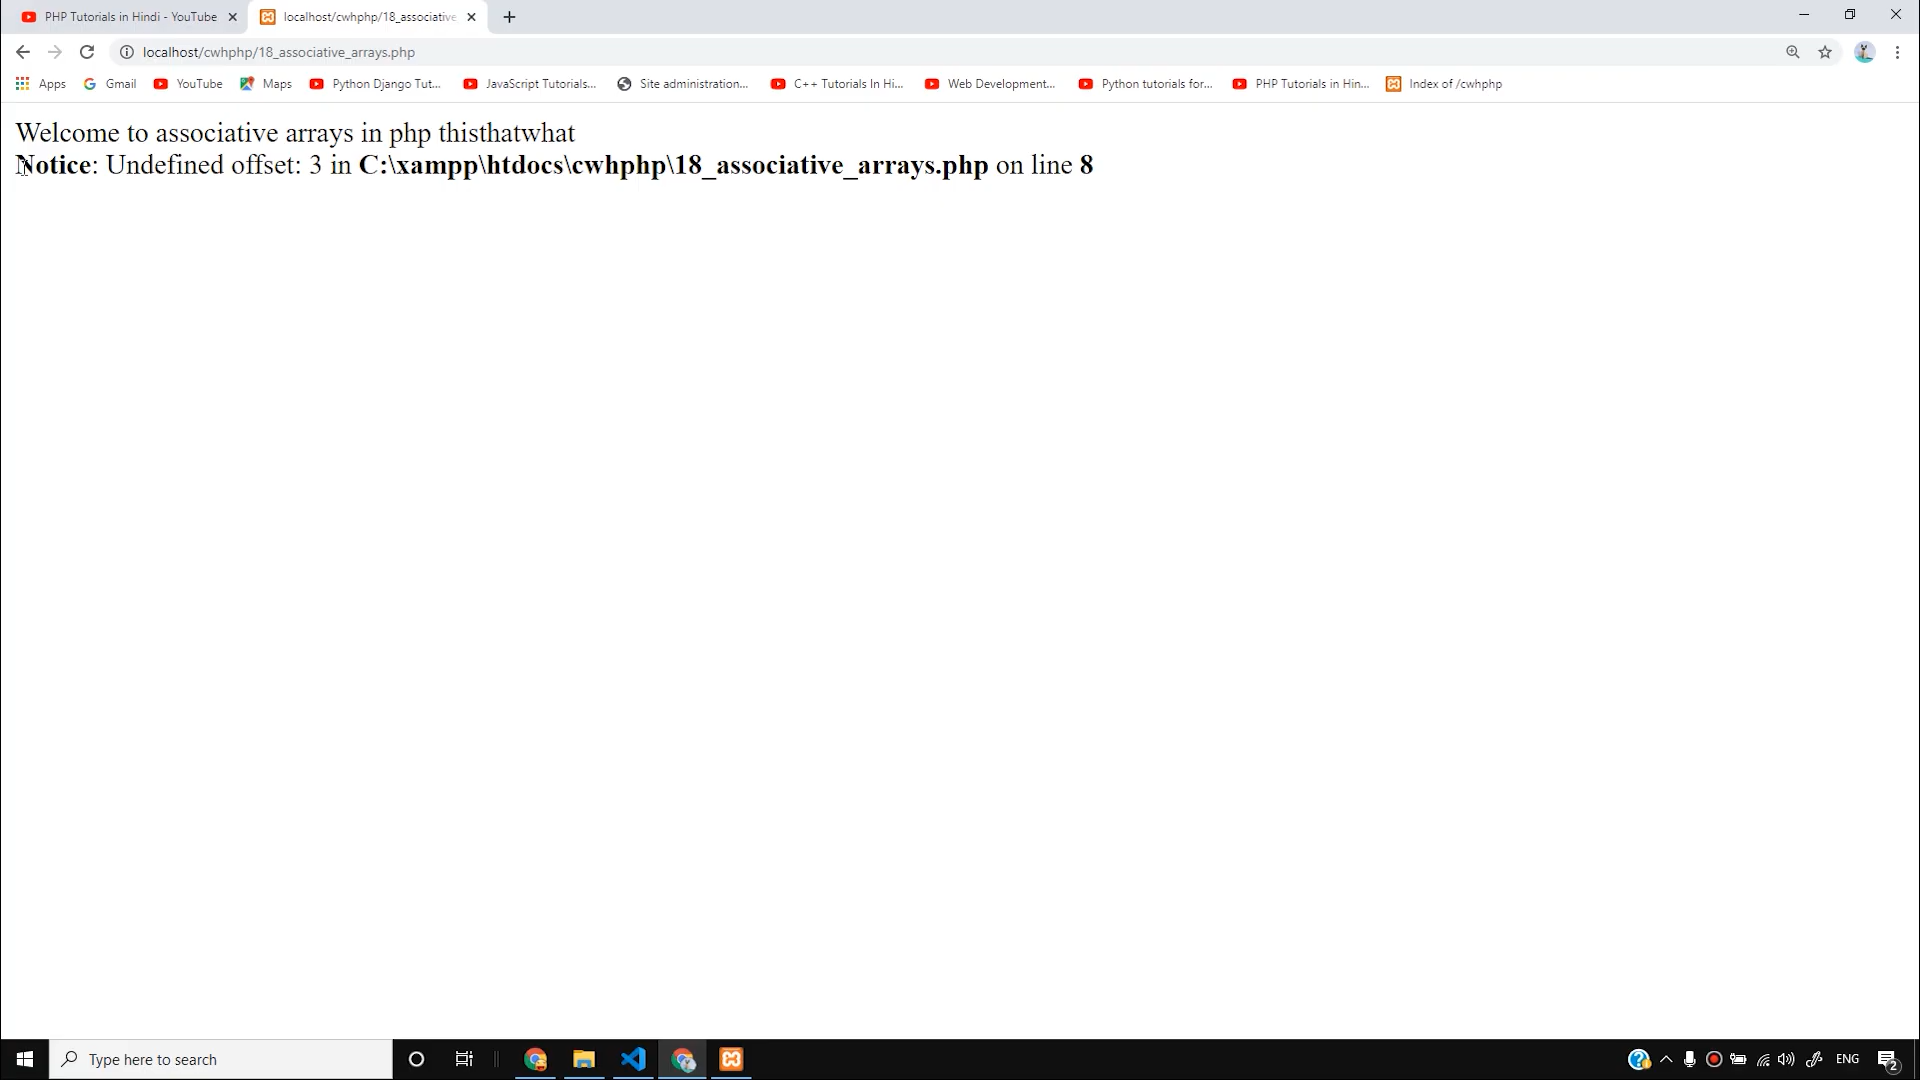 PHP Tutorials in Hindi - YouTube
localhost/cwhphp/18_associative
localhost/cwhphp/18_associative_arrays.php
Apps Gmail YouTube Maps Python Django Tut... JavaScript Tutorials... Site administration... C++ Tutorials In Hi... Web Development... Python tutorials for... PHP Tutorials in Hin... Index of /cwhphp
Welcome to associative arrays in php thisthatwhat
Notice: Undefined offset: 3 in C:\xampp\htdocs\cwhphp\18_associative_arrays.php on line 8
Type here to search
ENG
2